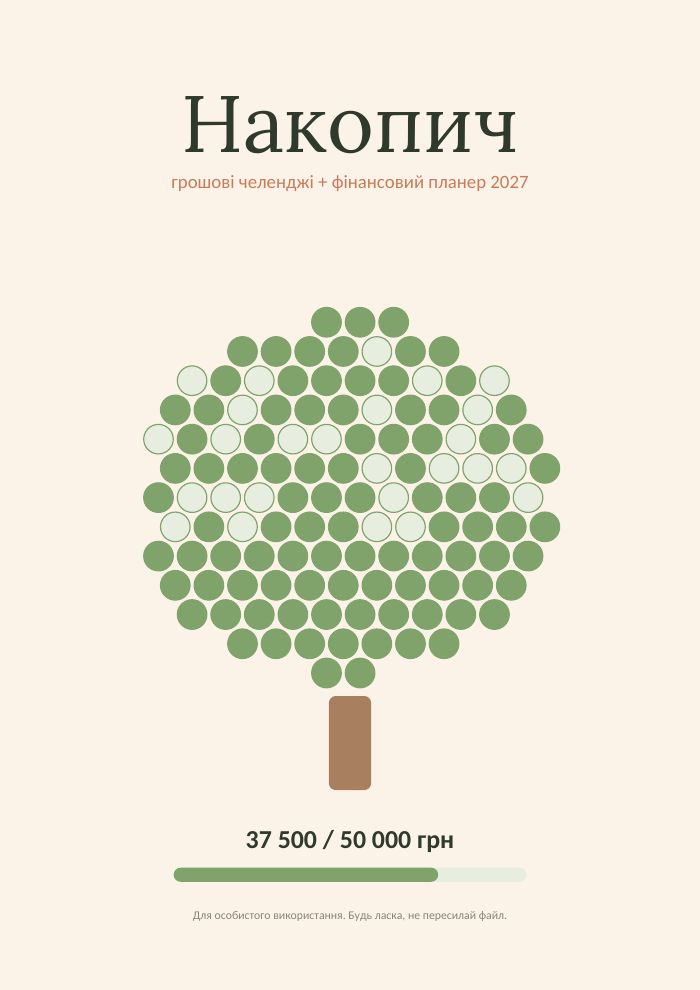 Накопич
грошові челенджі + фінансовий планер 2027
37 500 / 50 000 грн
Для особистого використання. Будь ласка, не пересилай файл.